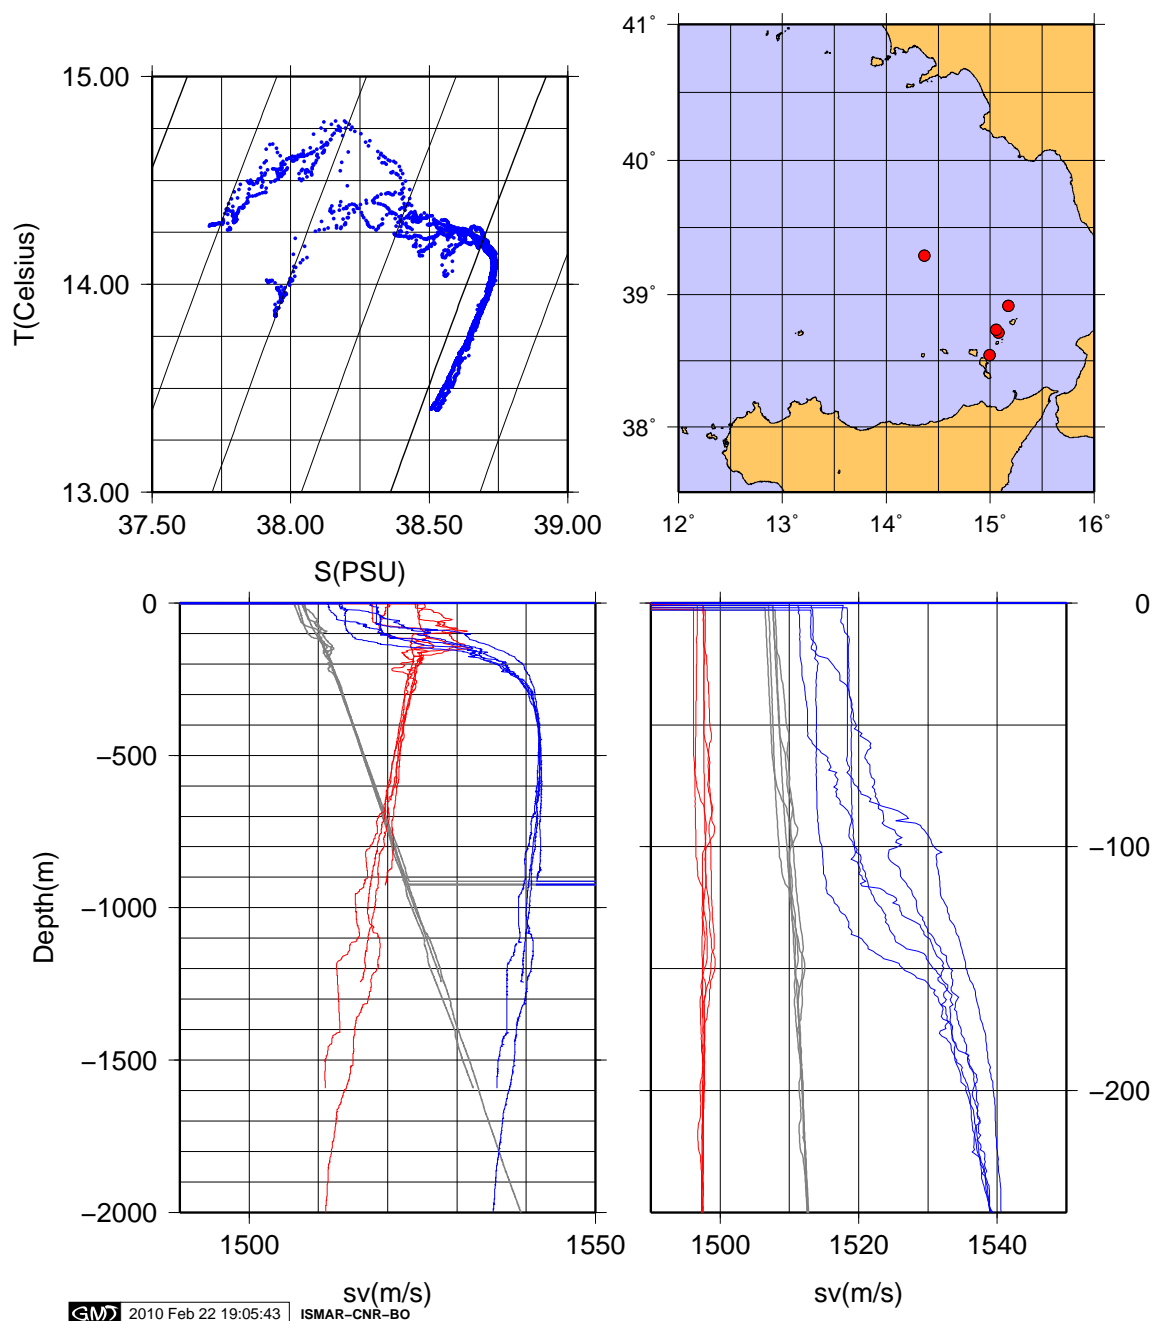 15.00
14.00
13.00
T(Celsius)
37.50 38.00 38.50 39.00
S(PSU)
41°
40°
39°
38°
12° 13° 14° 15° 16°
0
−500
−1000
−1500
−2000
Depth(m)
1500 1550
sv(m/s)
0
−100
−200
1500 1520 1540
sv(m/s)
GMT 2010 Feb 22 19:05:43 ISMAR−CNR−BO